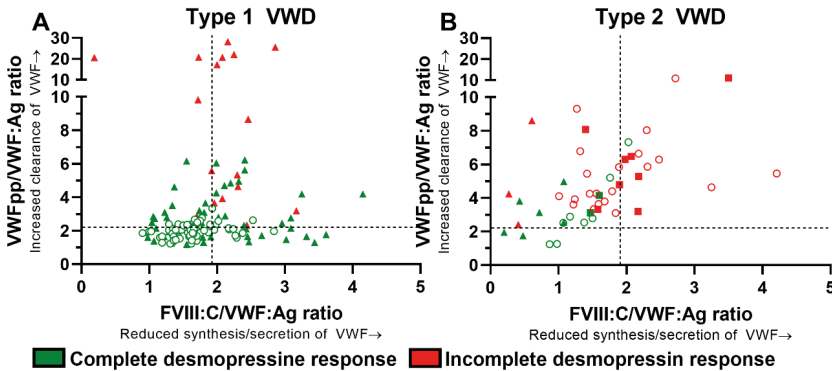 A
Type 1 VWD
VWFpp/VWF:Ag ratio
Increased clearance of VWF→
30
20
10
10
8
6
4
2
0
0 1 2 3 4 5
FVIII:C/VWF:Ag ratio
Reduced synthesis/secretion of VWF→
B
Type 2 VWD
VWFpp/VWF:Ag ratio
Increased clearance of VWF→
30
20
10
10
8
6
4
2
0
0 1 2 3 4 5
FVIII:C/VWF:Ag ratio
Reduced synthesis/secretion of VWF→
Complete desmopressine response
Incomplete desmopressin response